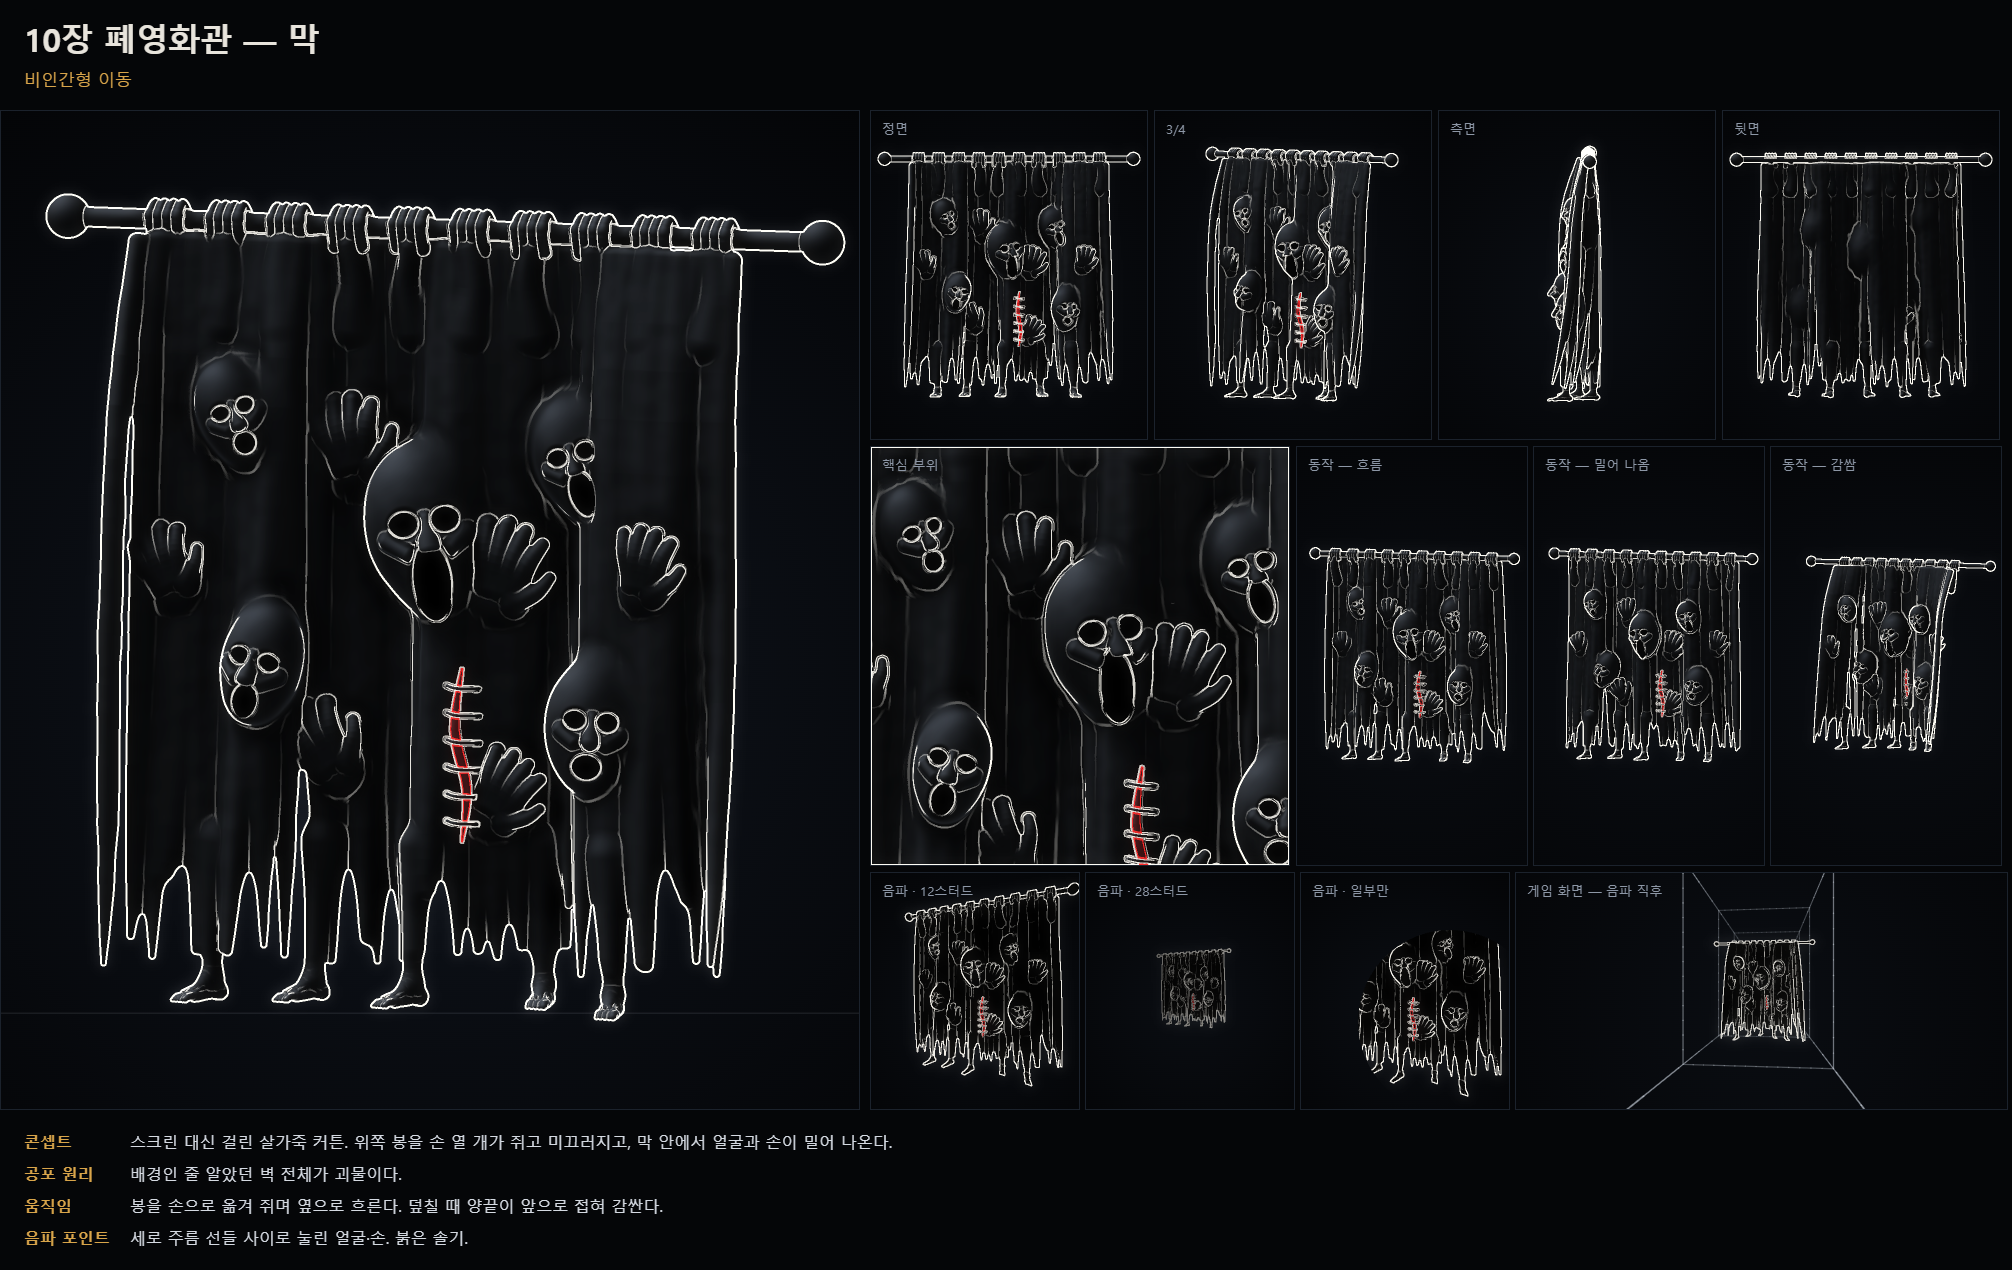 10장 폐영화관 — 막
비인간형 이동
정면
3/4
측면
뒷면
핵심 부위
동작 — 흐름
동작 — 밀어 나옴
동작 — 감쌈
음파 · 12스터드
음파 · 28스터드
음파 · 일부만
게임 화면 — 음파 직후
콘셉트 스크린 대신 걸린 살가죽 커튼. 위쪽 봉을 손 열 개가 쥐고 미끄러지고, 막 안에서 얼굴과 손이 밀어 나온다.
공포 원리 배경인 줄 알았던 벽 전체가 괴물이다.
움직임 봉을 손으로 옮겨 쥐며 옆으로 흐른다. 덮칠 때 양끝이 앞으로 접혀 감싼다.
음파 포인트 세로 주름 선들 사이로 눌린 얼굴·손. 붉은 솔기.